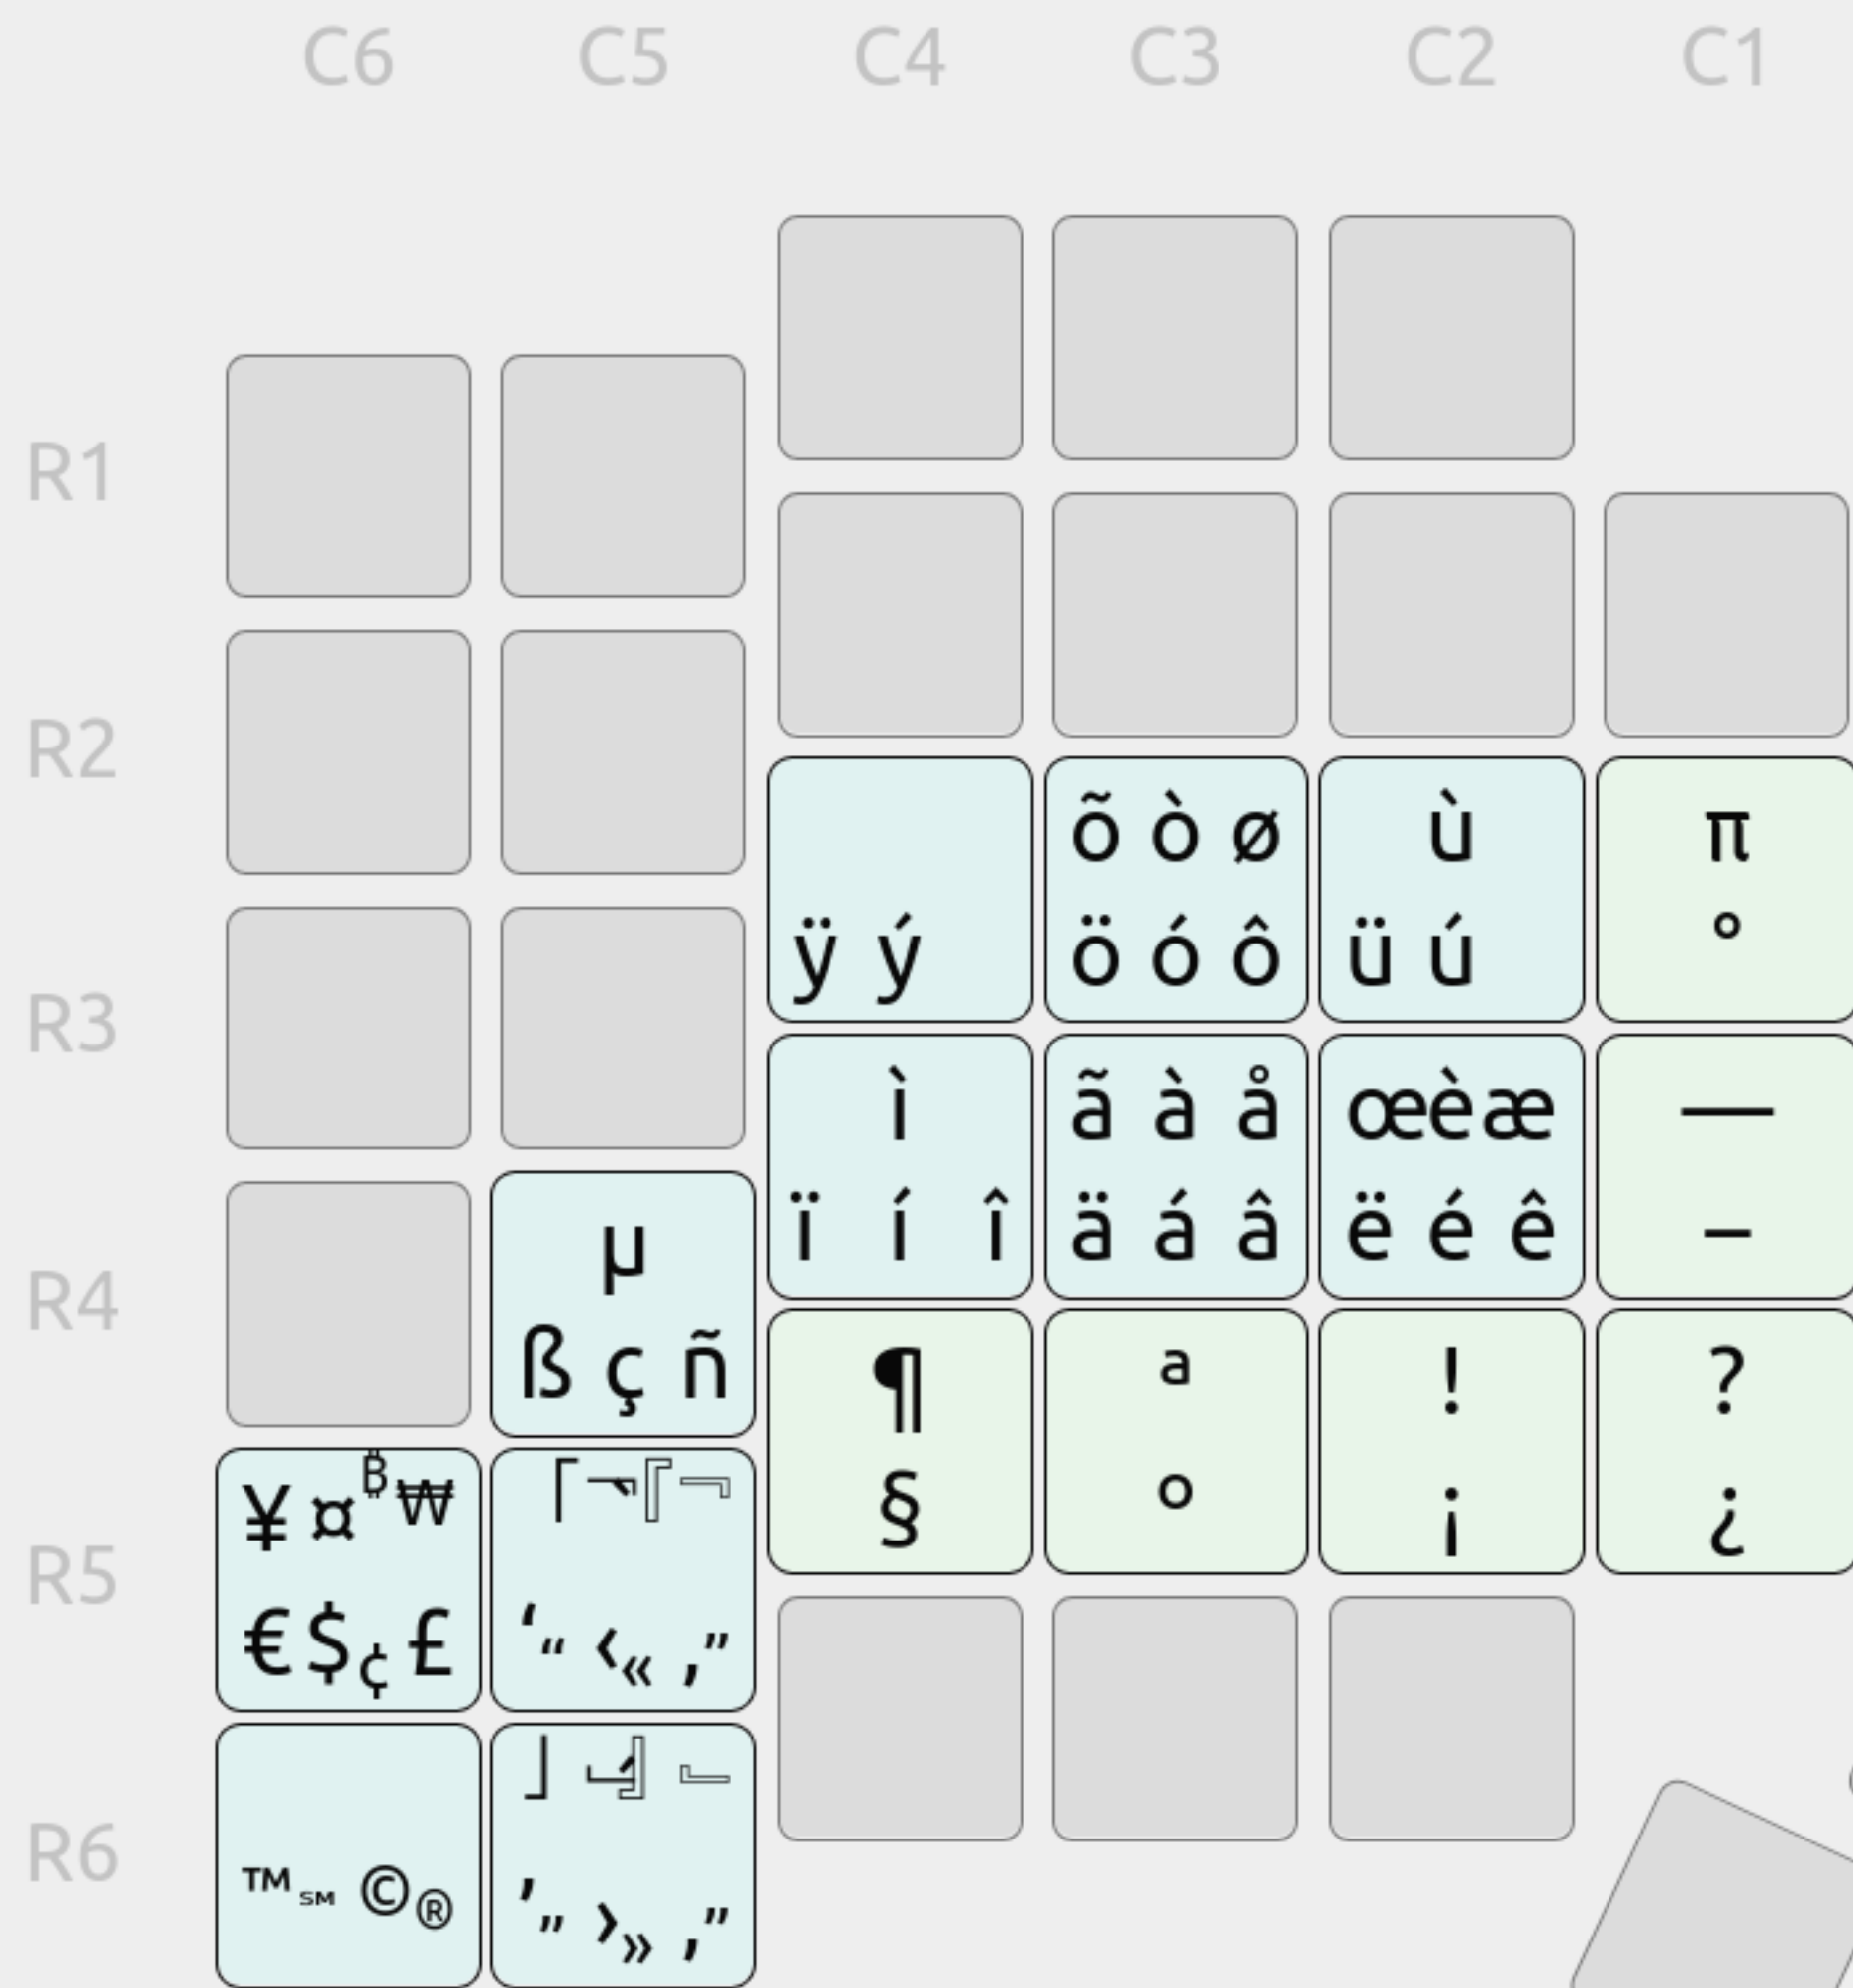 C6 C5 C4 C3 C2 C1
R1
R2
õ ò ø ù π
ÿ ý ö ó ô ü ú °
R3
ì ã à å œ è æ —
ï í î ä á â ë é ê –
µ
ß ç ñ
R4
¶ ª ! ?
§ º ¡ ¿
¥ ¤ ₿ ₩ ｢ ﹁ 『 ﹃
€ $ ¢ £ ‘ “ ‹ « , ”
R5
｣ ﹂ 』 ﹄
™ ℠ © ® ’ ” › » , ”
R6